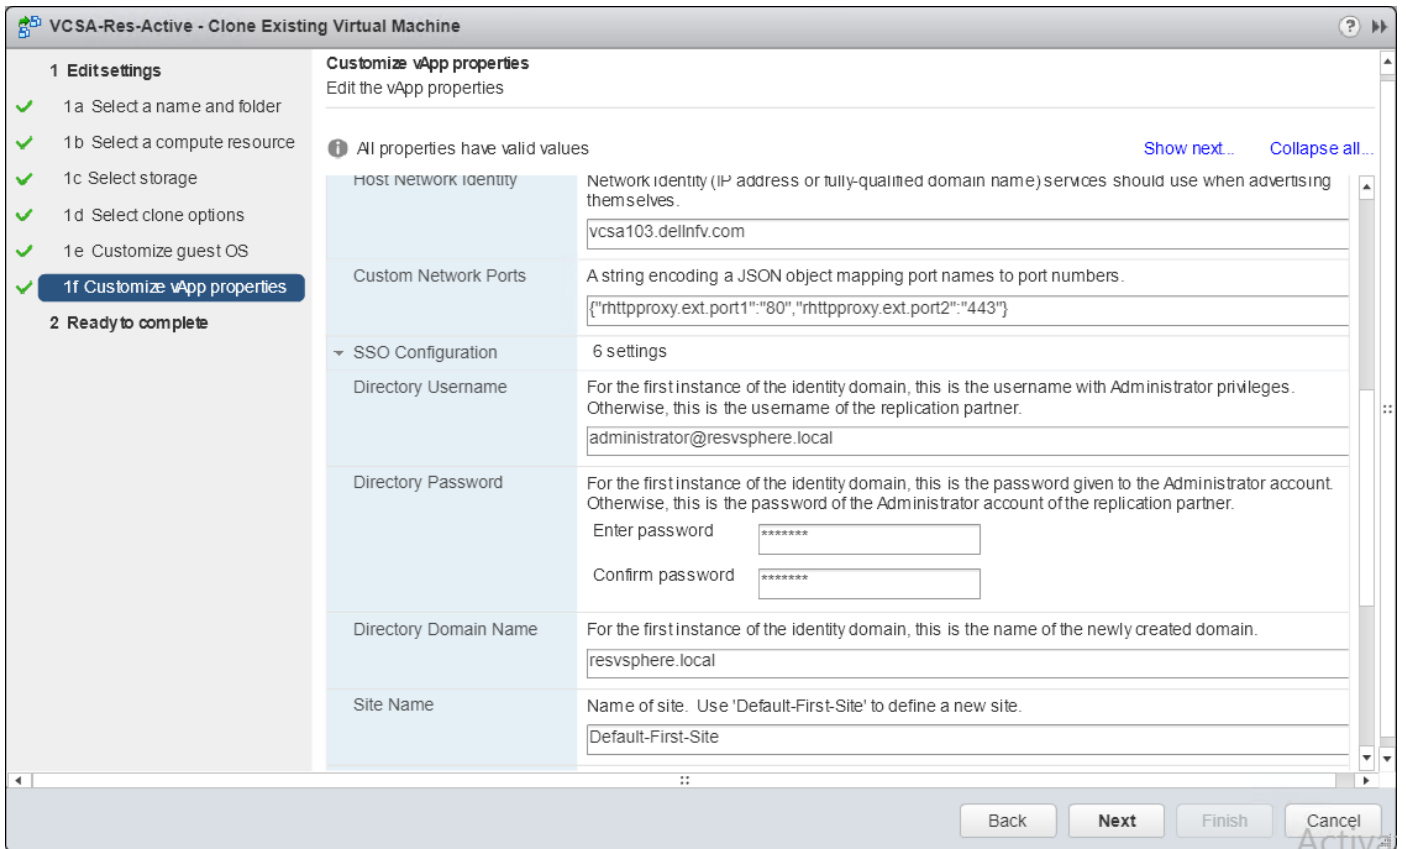 VCSA-Res-Active - Clone Existing Virtual Machine
?
1 Edit settings
1a Select a name and folder
1b Select a compute resource
1c Select storage
1d Select clone options
1e Customize guest OS
1f Customize vApp properties
2 Ready to complete
Customize vApp properties
Edit the vApp properties
All properties have valid values
Show next...
Collapse all...
Host Network Identity
Network Identity (IP address or fully-qualified domain name) services should use when advertising
themselves.
vcsa103.dellnfv.com
Custom Network Ports
A string encoding a JSON object mapping port names to port numbers.
{"rhttpproxy.ext.port1":"80","rhttpproxy.ext.port2":"443"}
SSO Configuration
6 settings
Directory Username
For the first instance of the identity domain, this is the username with Administrator privileges.
Otherwise, this is the username of the replication partner.
administrator@resvsphere.local
Directory Password
For the first instance of the identity domain, this is the password given to the Administrator account.
Otherwise, this is the password of the Administrator account of the replication partner.
Enter password
*******
Confirm password
*******
Directory Domain Name
For the first instance of the identity domain, this is the name of the newly created domain.
resvsphere.local
Site Name
Name of site. Use 'Default-First-Site' to define a new site.
Default-First-Site
Back
Next
Finish
Cancel